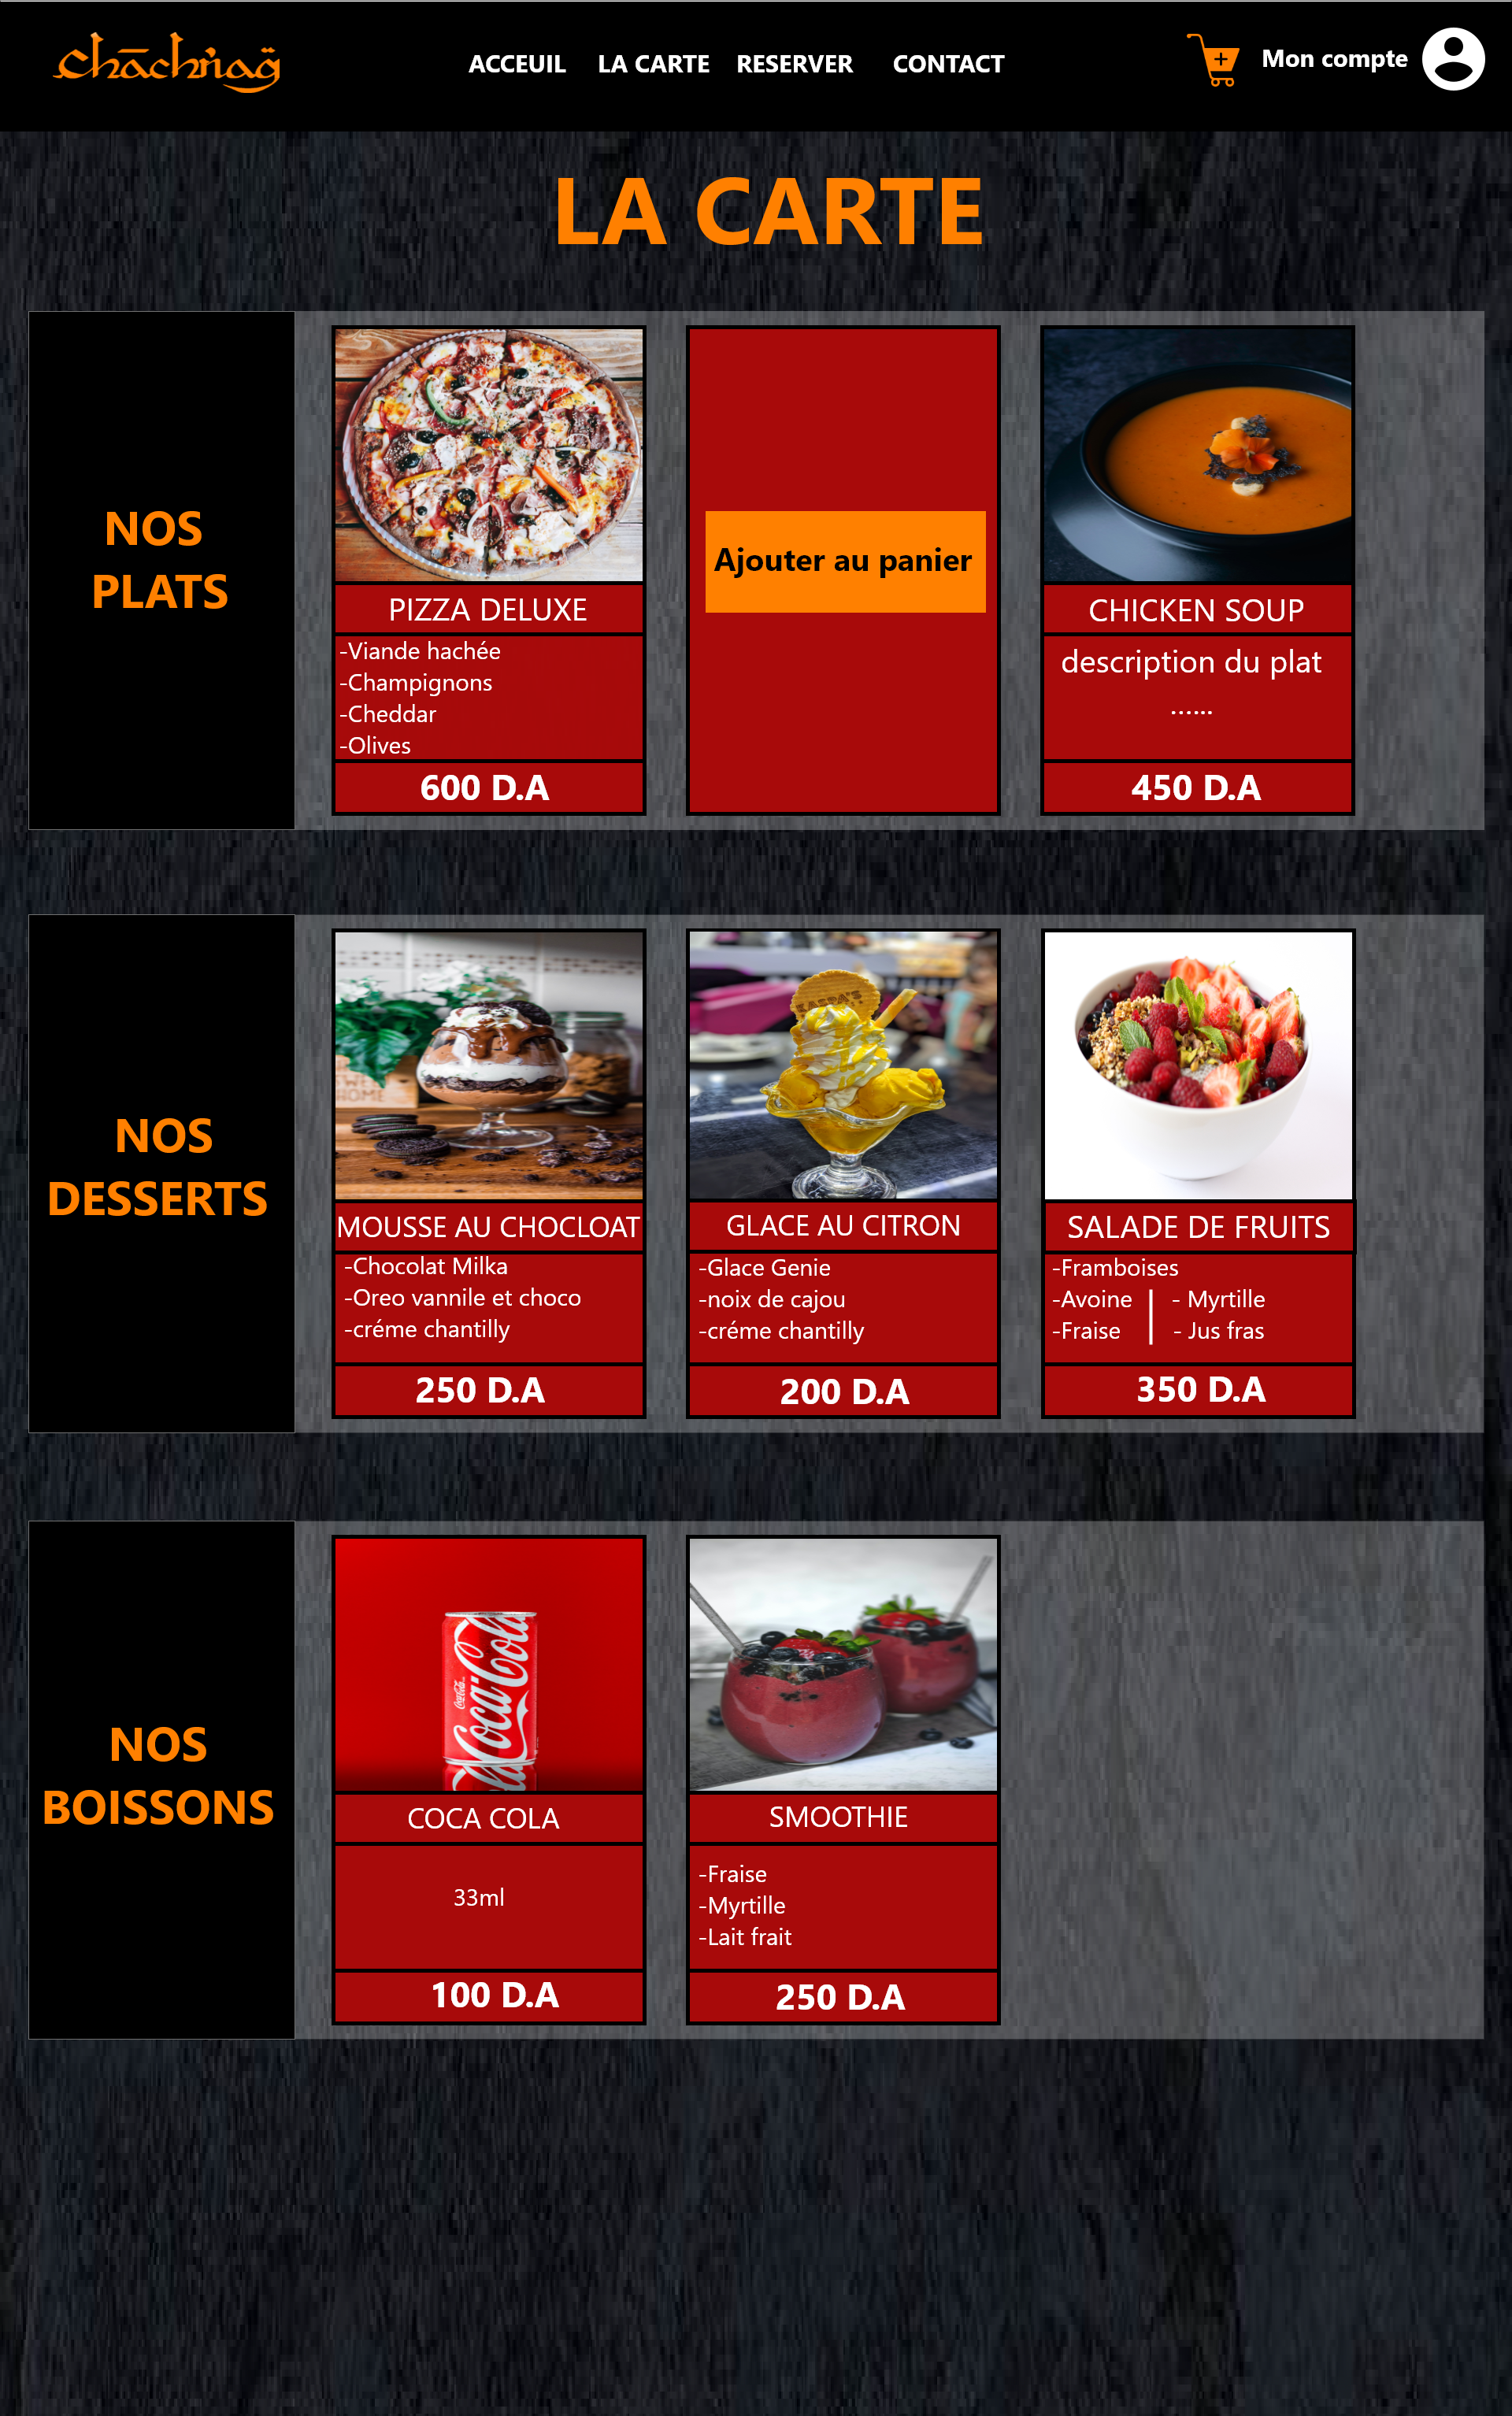 chāchnaġ
ACCEUIL LA CARTE RESERVER CONTACT
Mon compte
LA CARTE
NOS
PLATS
PIZZA DELUXE
-Viande hachée
-Champignons
-Cheddar
-Olives
600 D.A
Ajouter au panier
CHICKEN SOUP
description du plat
......
450 D.A
NOS
DESSERTS
MOUSSE AU CHOCLOAT
-Chocolat Milka
-Oreo vannile et choco
-créme chantilly
250 D.A
GLACE AU CITRON
-Glace Genie
-noix de cajou
-créme chantilly
200 D.A
SALADE DE FRUITS
-Framboises
-Avoine | - Myrtille
-Fraise | - Jus fras
350 D.A
NOS
BOISSONS
Coca-Cola
COCA COLA
33ml
100 D.A
SMOOTHIE
-Fraise
-Myrtille
-Lait frait
250 D.A